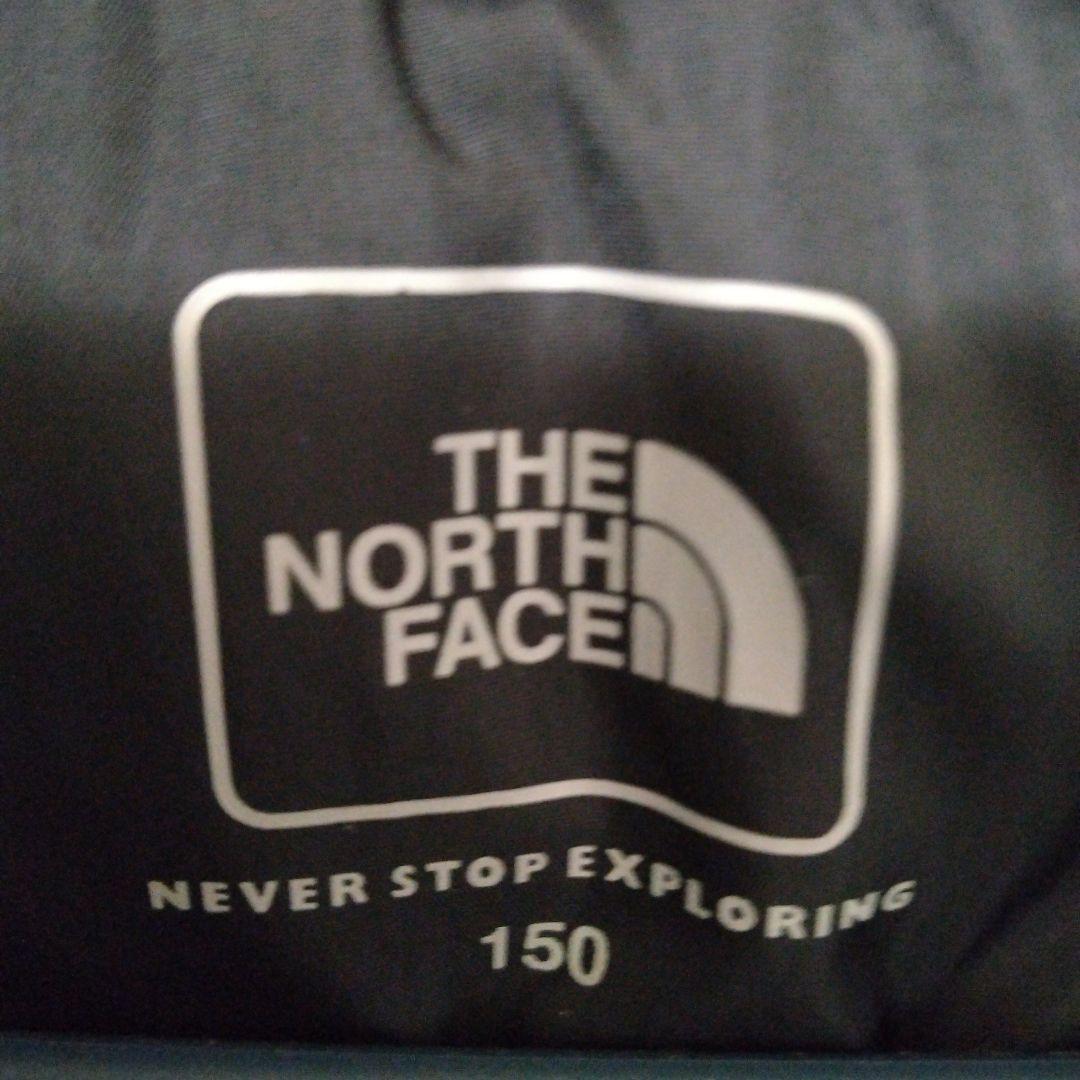 THE
NORTH
FACE
NEVER STOP EXPLORING
150